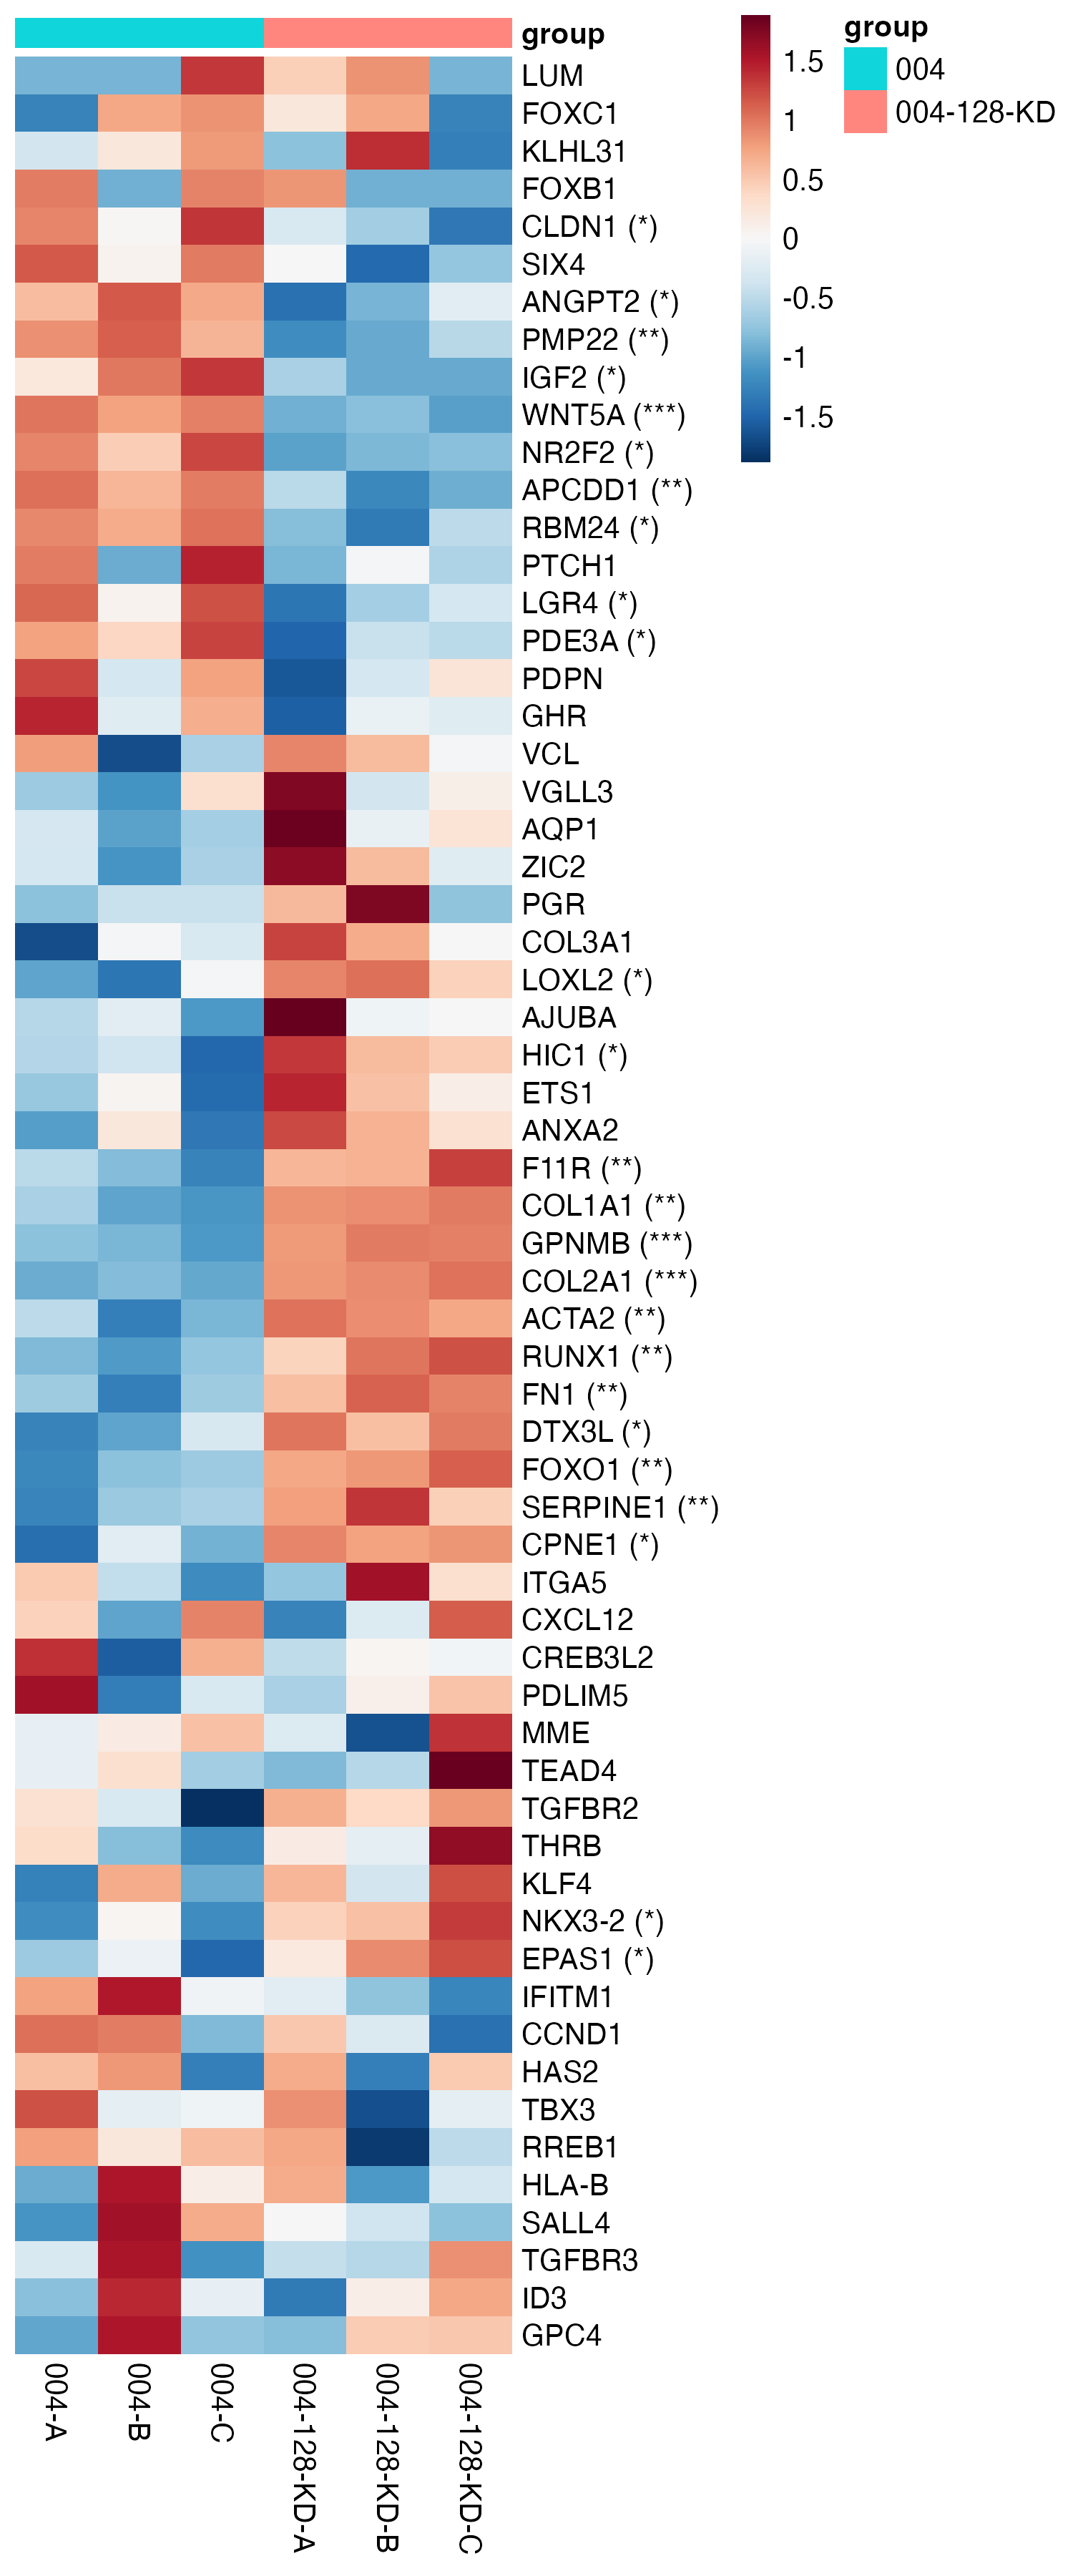 group
LUM
FOXC1
KLHL31
FOXB1
CLDN1 (*)
SIX4
ANGPT2 (*)
PMP22 (**)
IGF2 (*)
WNT5A (***)
NR2F2 (*)
APCDD1 (**)
RBM24 (*)
PTCH1
LGR4 (*)
PDE3A (*)
PDPN
GHR
VCL
VGLL3
AQP1
ZIC2
PGR
COL3A1
LOXL2 (*)
AJUBA
HIC1 (*)
ETS1
ANXA2
F11R (**)
COL1A1 (**)
GPNMB (***)
COL2A1 (***)
ACTA2 (**)
RUNX1 (**)
FN1 (**)
DTX3L (*)
FOXO1 (**)
SERPINE1 (**)
CPNE1 (*)
ITGA5
CXCL12
CREB3L2
PDLIM5
MME
TEAD4
TGFBR2
THRB
KLF4
NKX3-2 (*)
EPAS1 (*)
IFITM1
CCND1
HAS2
TBX3
RREB1
HLA-B
SALL4
TGFBR3
ID3
GPC4
004-A
004-B
004-C
004-128-KD-A
004-128-KD-B
004-128-KD-C
1.5
1
0.5
0
-0.5
-1
-1.5
group
004
004-128-KD